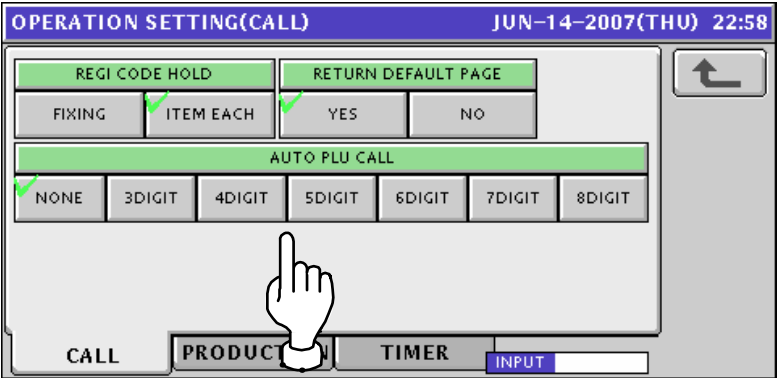 OPERATION SETTING(CALL) JUN-14-2007(THU) 22:58
REGI CODE HOLD RETURN DEFAULT PAGE
FIXING ITEM EACH YES NO
AUTO PLU CALL
NONE 3DIGIT 4DIGIT 5DIGIT 6DIGIT 7DIGIT 8DIGIT
CALL TIMER INPUT